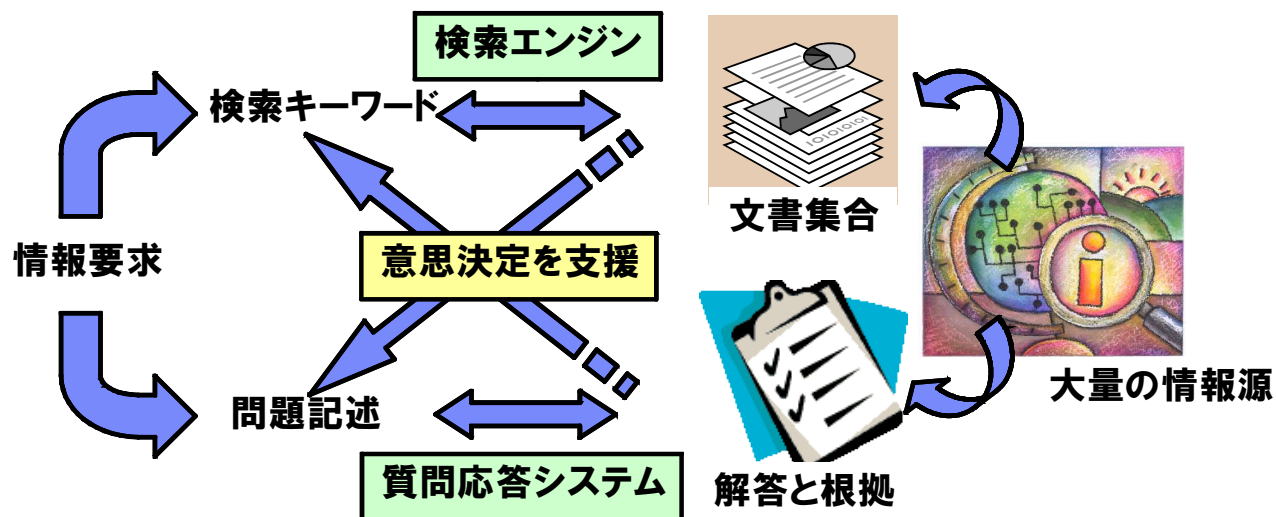 検索エンジン
検索キーワード
文書集合
情報要求
意思決定を支援
大量の情報源
問題記述
質問応答システム
解答と根拠